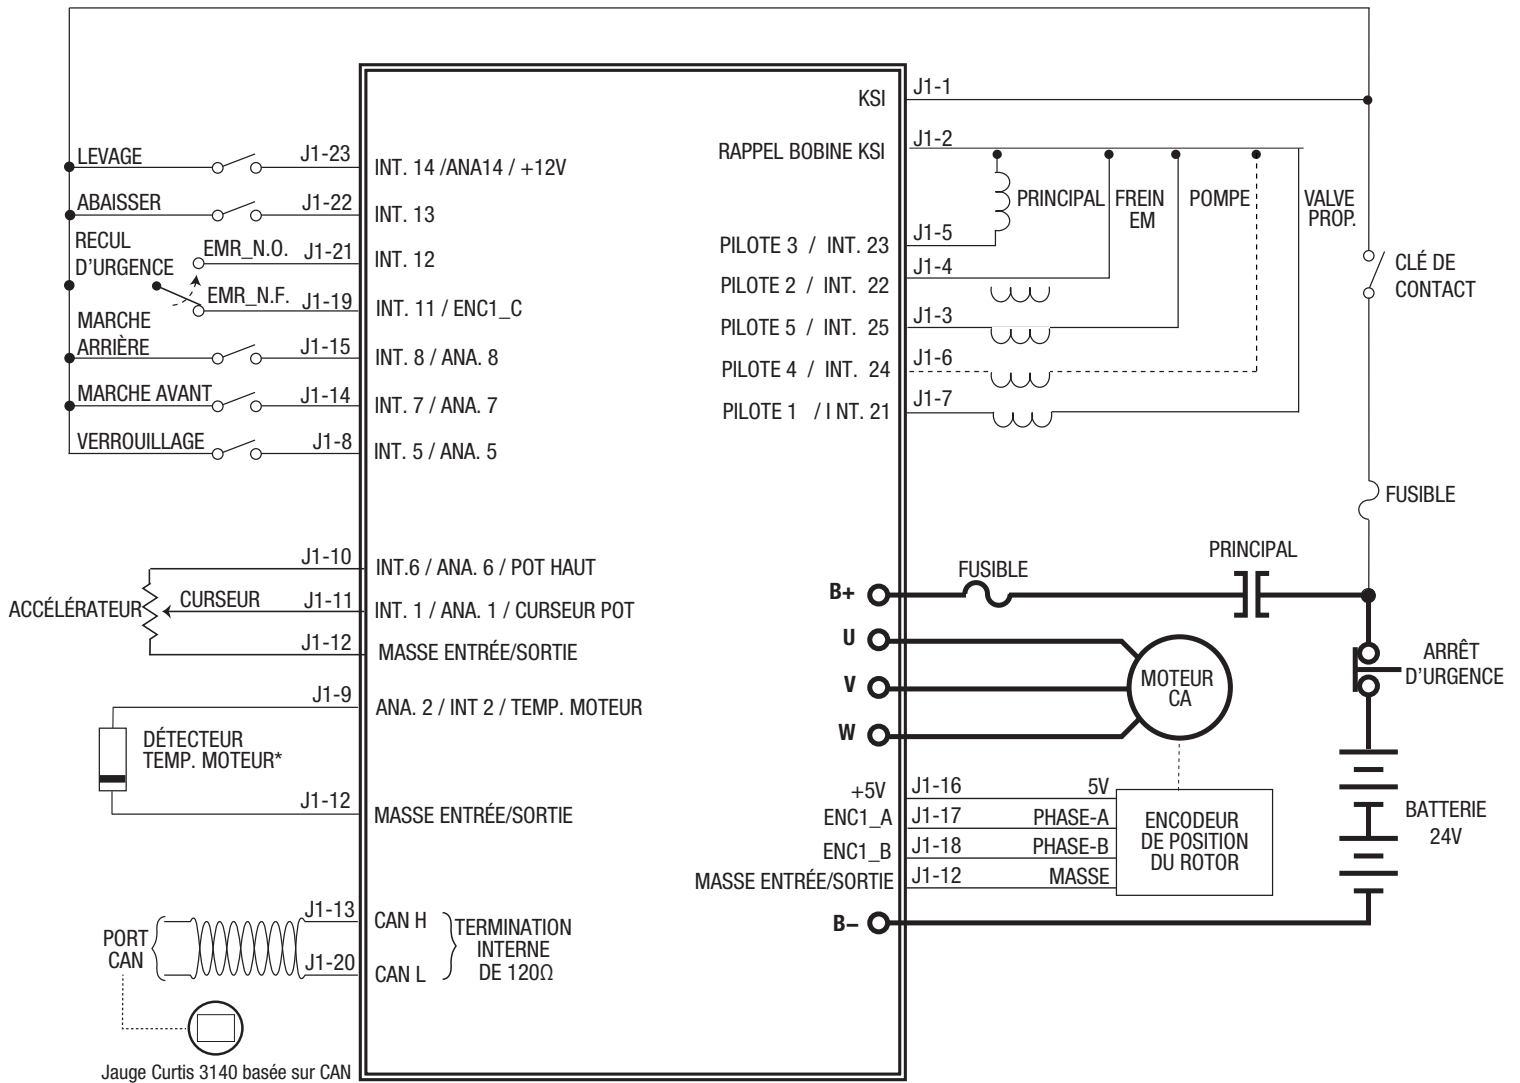 KSI
J1-1
RAPPEL BOBINE KSI
J1-2
LEVAGE
J1-23
INT. 14 /ANA14 / +12V
ABAISSER
J1-22
INT. 13
RECUL
D'URGENCE
EMR_N.O.
J1-21
INT. 12
EMR_N.F.
J1-19
INT. 11 / ENC1_C
MARCHE
ARRIÈRE
J1-15
INT. 8 / ANA. 8
MARCHE AVANT
J1-14
INT. 7 / ANA. 7
VERROUILLAGE
J1-8
INT. 5 / ANA. 5
PRINCIPAL
FREIN
EM
POMPE
VALVE
PROP.
PILOTE 3 / INT. 23
J1-5
PILOTE 2 / INT. 22
J1-4
PILOTE 5 / INT. 25
J1-3
PILOTE 4 / INT. 24
J1-6
PILOTE 1 / I NT. 21
J1-7
CLÉ DE
CONTACT
FUSIBLE
ACCÉLÉRATEUR
J1-10
INT.6 / ANA. 6 / POT HAUT
CURSEUR
J1-11
INT. 1 / ANA. 1 / CURSEUR POT
J1-12
MASSE ENTRÉE/SORTIE
J1-9
ANA. 2 / INT 2 / TEMP. MOTEUR
DÉTECTEUR
TEMP. MOTEUR*
J1-12
MASSE ENTRÉE/SORTIE
B+
FUSIBLE
PRINCIPAL
U
V
W
MOTEUR
CA
ARRÊT
D'URGENCE
BATTERIE
24V
+5V
J1-16
5V
ENC1_A
J1-17
PHASE-A
ENC1_B
J1-18
PHASE-B
MASSE ENTRÉE/SORTIE
J1-12
MASSE
ENCODEUR
DE POSITION
DU ROTOR
B–
PORT
CAN
J1-13
CAN H
J1-20
CAN L
TERMINATION
INTERNE
DE 120Ω
Jauge Curtis 3140 basée sur CAN